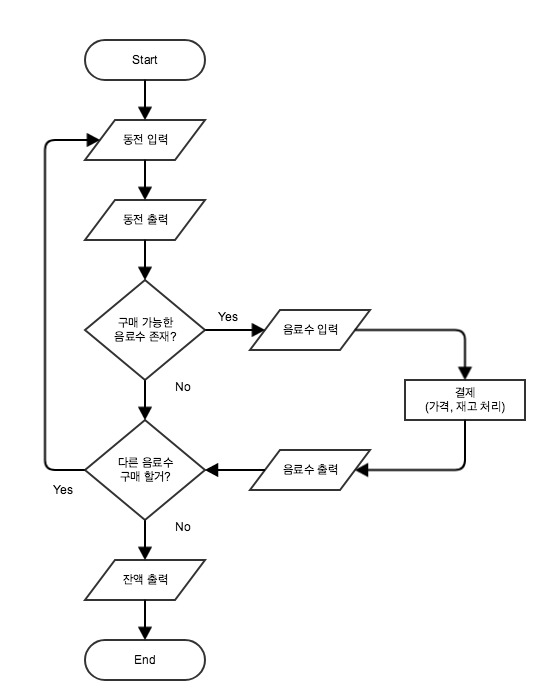 Start
동전 입력
동전 출력
구매 가능한
음료수 존재?
Yes
음료수 입력
결제
(가격, 재고 처리)
No
다른 음료수
구매 할거?
음료수 출력
Yes
No
잔액 출력
End